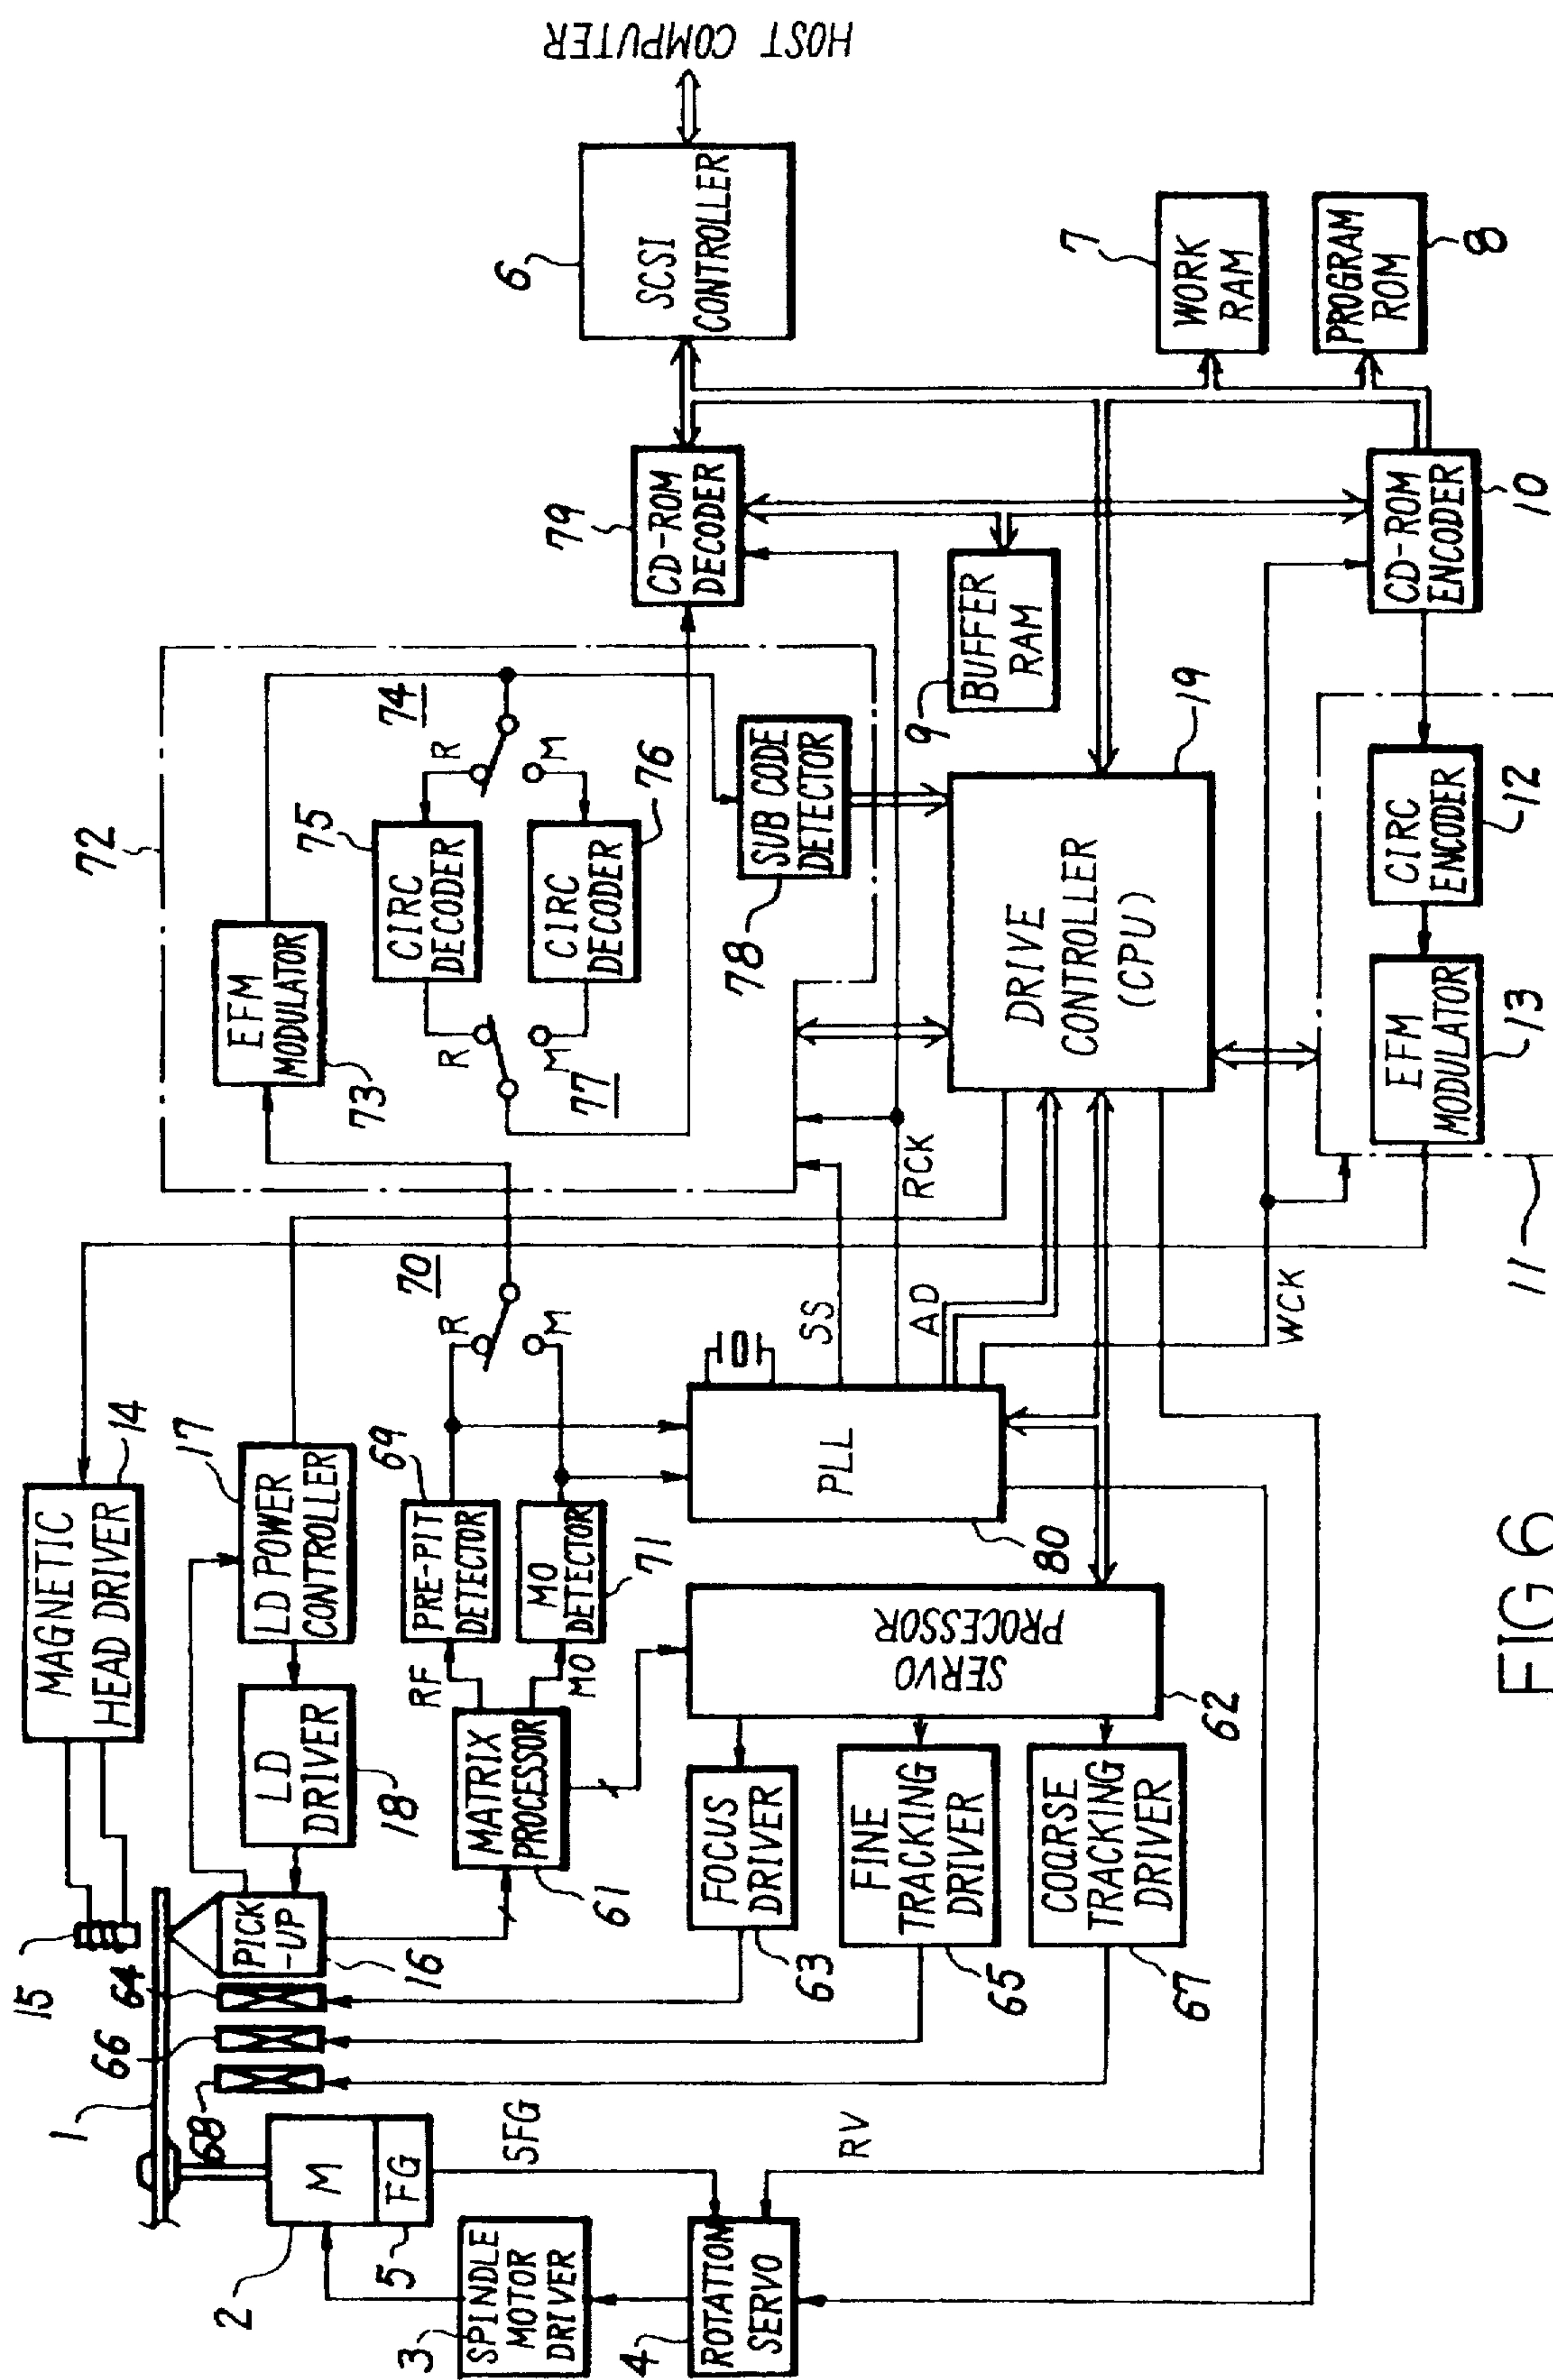 MAGNETIC
HEAD DRIVER
14
15
LD POWER
CONTROLLER
17
LD
DRIVER
18
PICK
-UP
16
64
66
68
1
M
FG
2
5
SFG
RV
SPINDLE
MOTOR
DRIVER
3
ROTATION
SERVO
4
MATRIX
PROCESSOR
61
RF
MO
PRE-PIT
DETECTOR
69
MO
DETECTOR
71
R
M
70
FOCUS
DRIVER
63
FINE
TRACKING
DRIVER
65
COARSE
TRACKING
DRIVER
67
SERVO
PROCESSOR
62
PLL
80
SS
RCK
AD
WCK
72
EFM
MODULATOR
73
74
R
M
CIRC
DECODER
75
CIRC
DECODER
76
R
M
77
SUB CODE
DETECTOR
78
CD-ROM
DECODER
79
SCSI
CONTROLLER
6
HOST COMPUTER
BUFFER
RAM
9
DRIVE
CONTROLLER
(CPU)
19
WORK
RAM
7
PROGRAM
ROM
8
CD-ROM
ENCODER
10
CIRC
ENCODER
12
EFM
MODULATOR
13
11
FIG 6